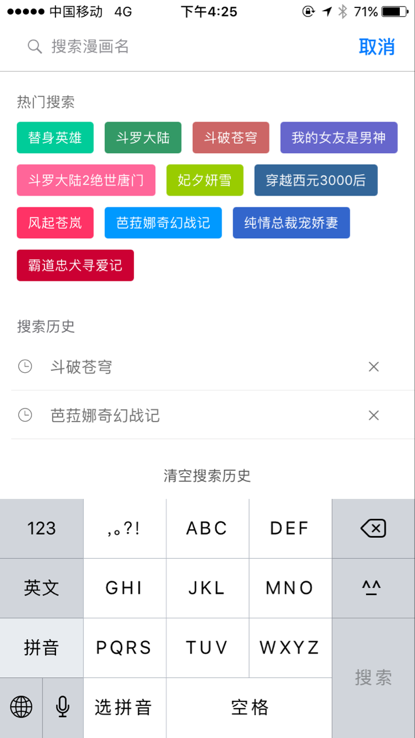 中国移动 4G 下午4:25 71%
搜索漫画名 取消
热门搜索
替身英雄 斗罗大陆 斗破苍穹 我的女友是男神
斗罗大陆2绝世唐门 妃夕妍雪 穿越西元3000后
风起苍岚 芭菈娜奇幻战记 纯情总裁宠娇妻
霸道忠犬寻爱记
搜索历史
斗破苍穹
芭菈娜奇幻战记
清空搜索历史
123 ,。?! ABC DEF
英文 GHI JKL MNO ^^
拼音 PQRS TUV WXYZ 搜索
选拼音 空格